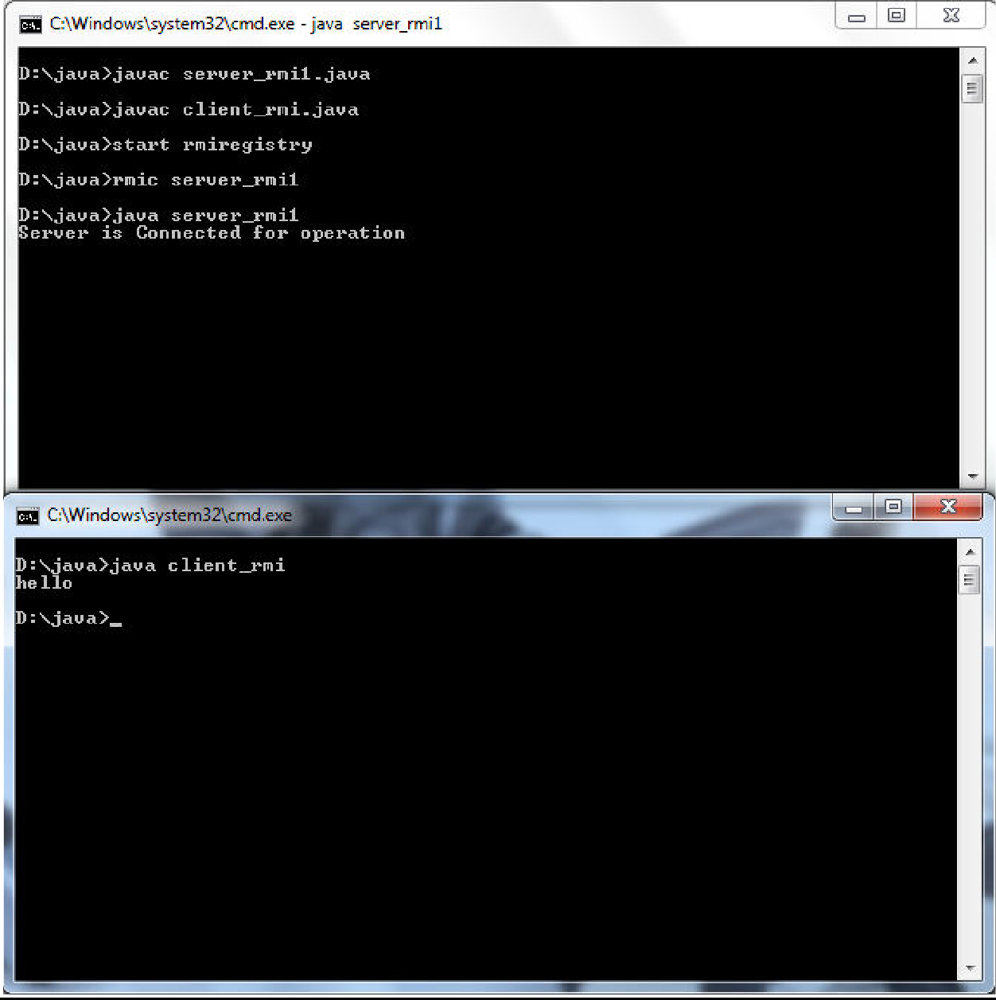 C:\Windows\system32\cmd.exe - java  server_rmi1
D:\java>javac server_rmi1.java
D:\java>javac client_rmi.java
D:\java>start rmiregistry
D:\java>rmic server_rmi1
D:\java>java server_rmi1
Server is Connected for operation
C:\Windows\system32\cmd.exe
D:\java>java client_rmi
hello
D:\java>_